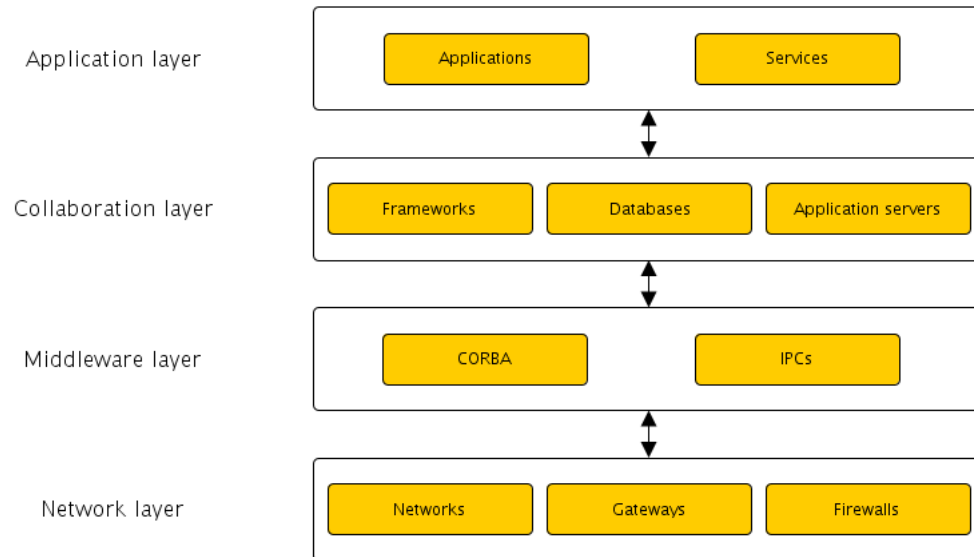 Application layer
Applications
Services
Collaboration layer
Frameworks
Databases
Application servers
Middleware layer
CORBA
IPCs
Network layer
Networks
Gateways
Firewalls